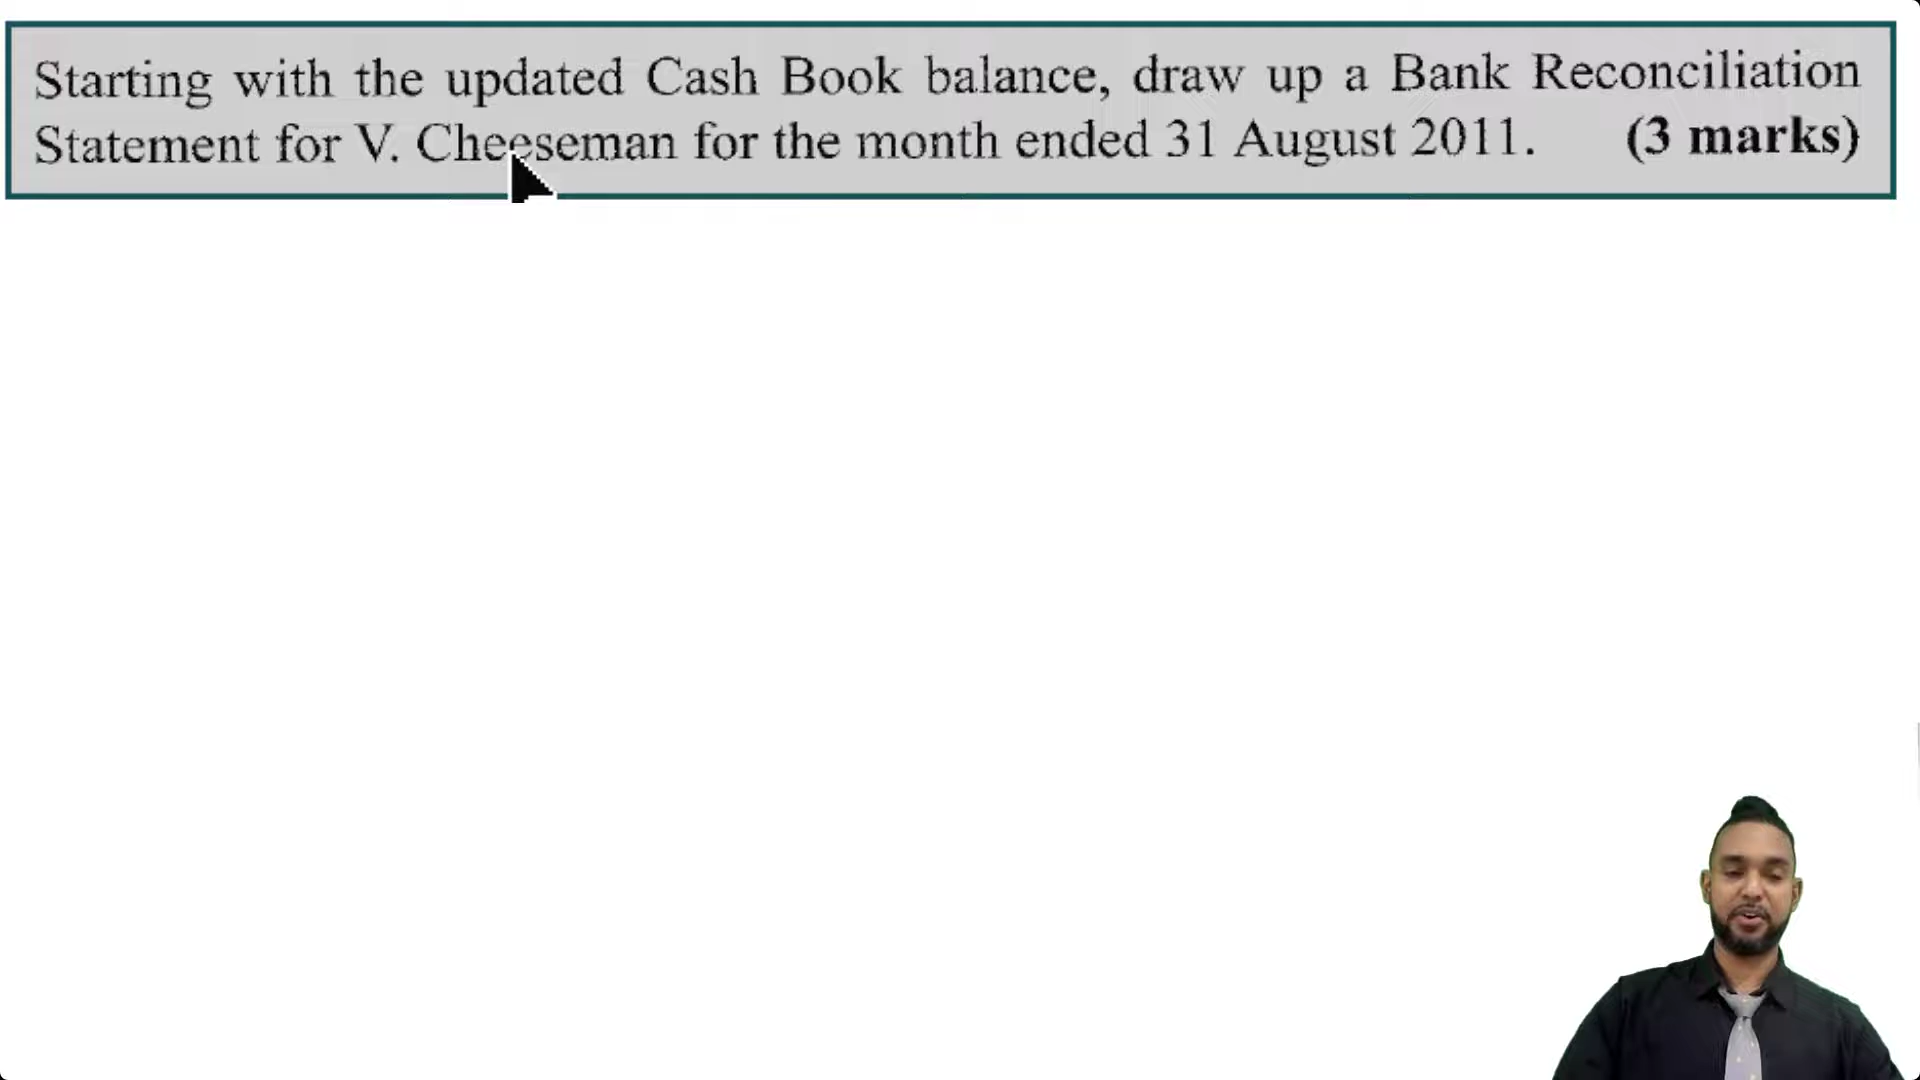 Starting with the updated Cash Book balance, draw up a Bank Reconciliation
Statement for V. Cheeseman for the month ended 31 August 2011. (3 marks)